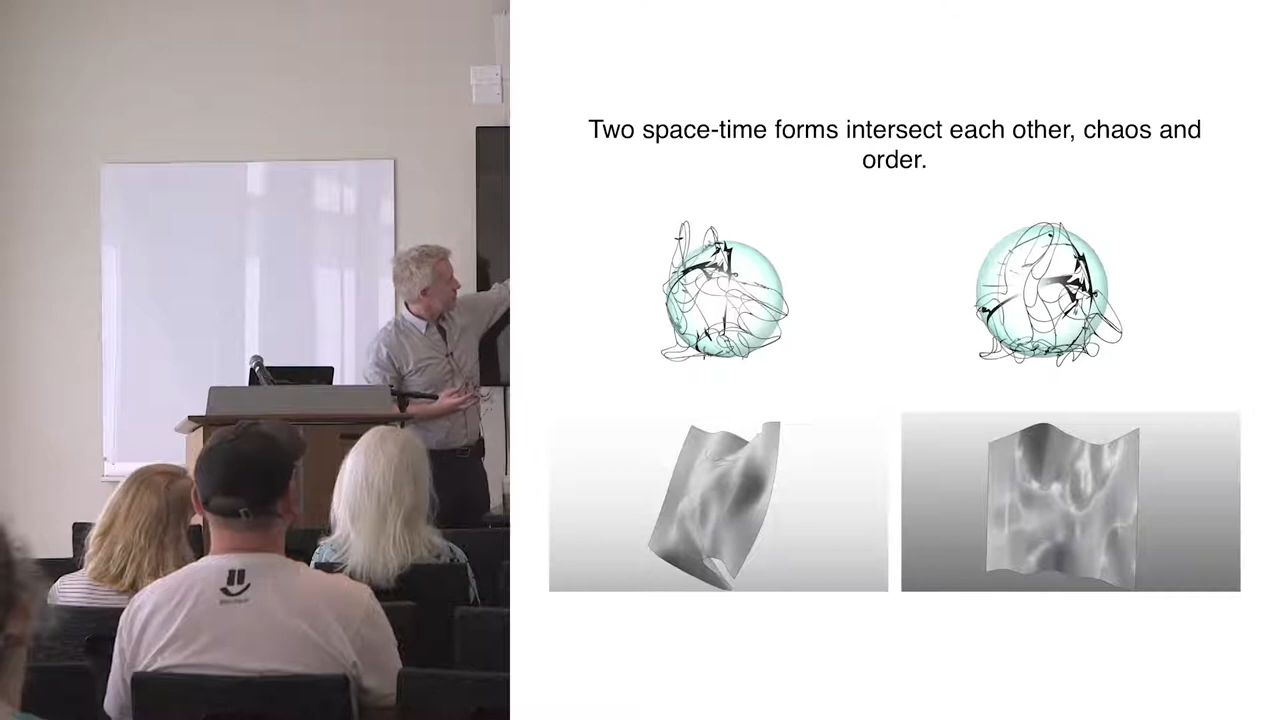 Two space-time forms intersect each other, chaos and
order.